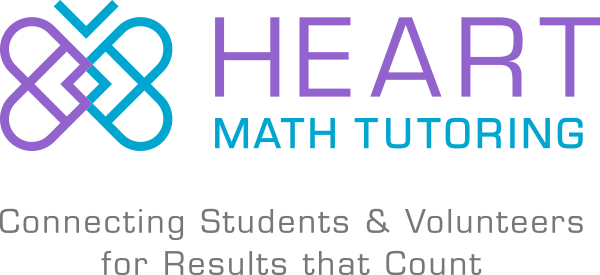 HEART
MATH TUTORING
Connecting Students & Volunteers
for Results that Count